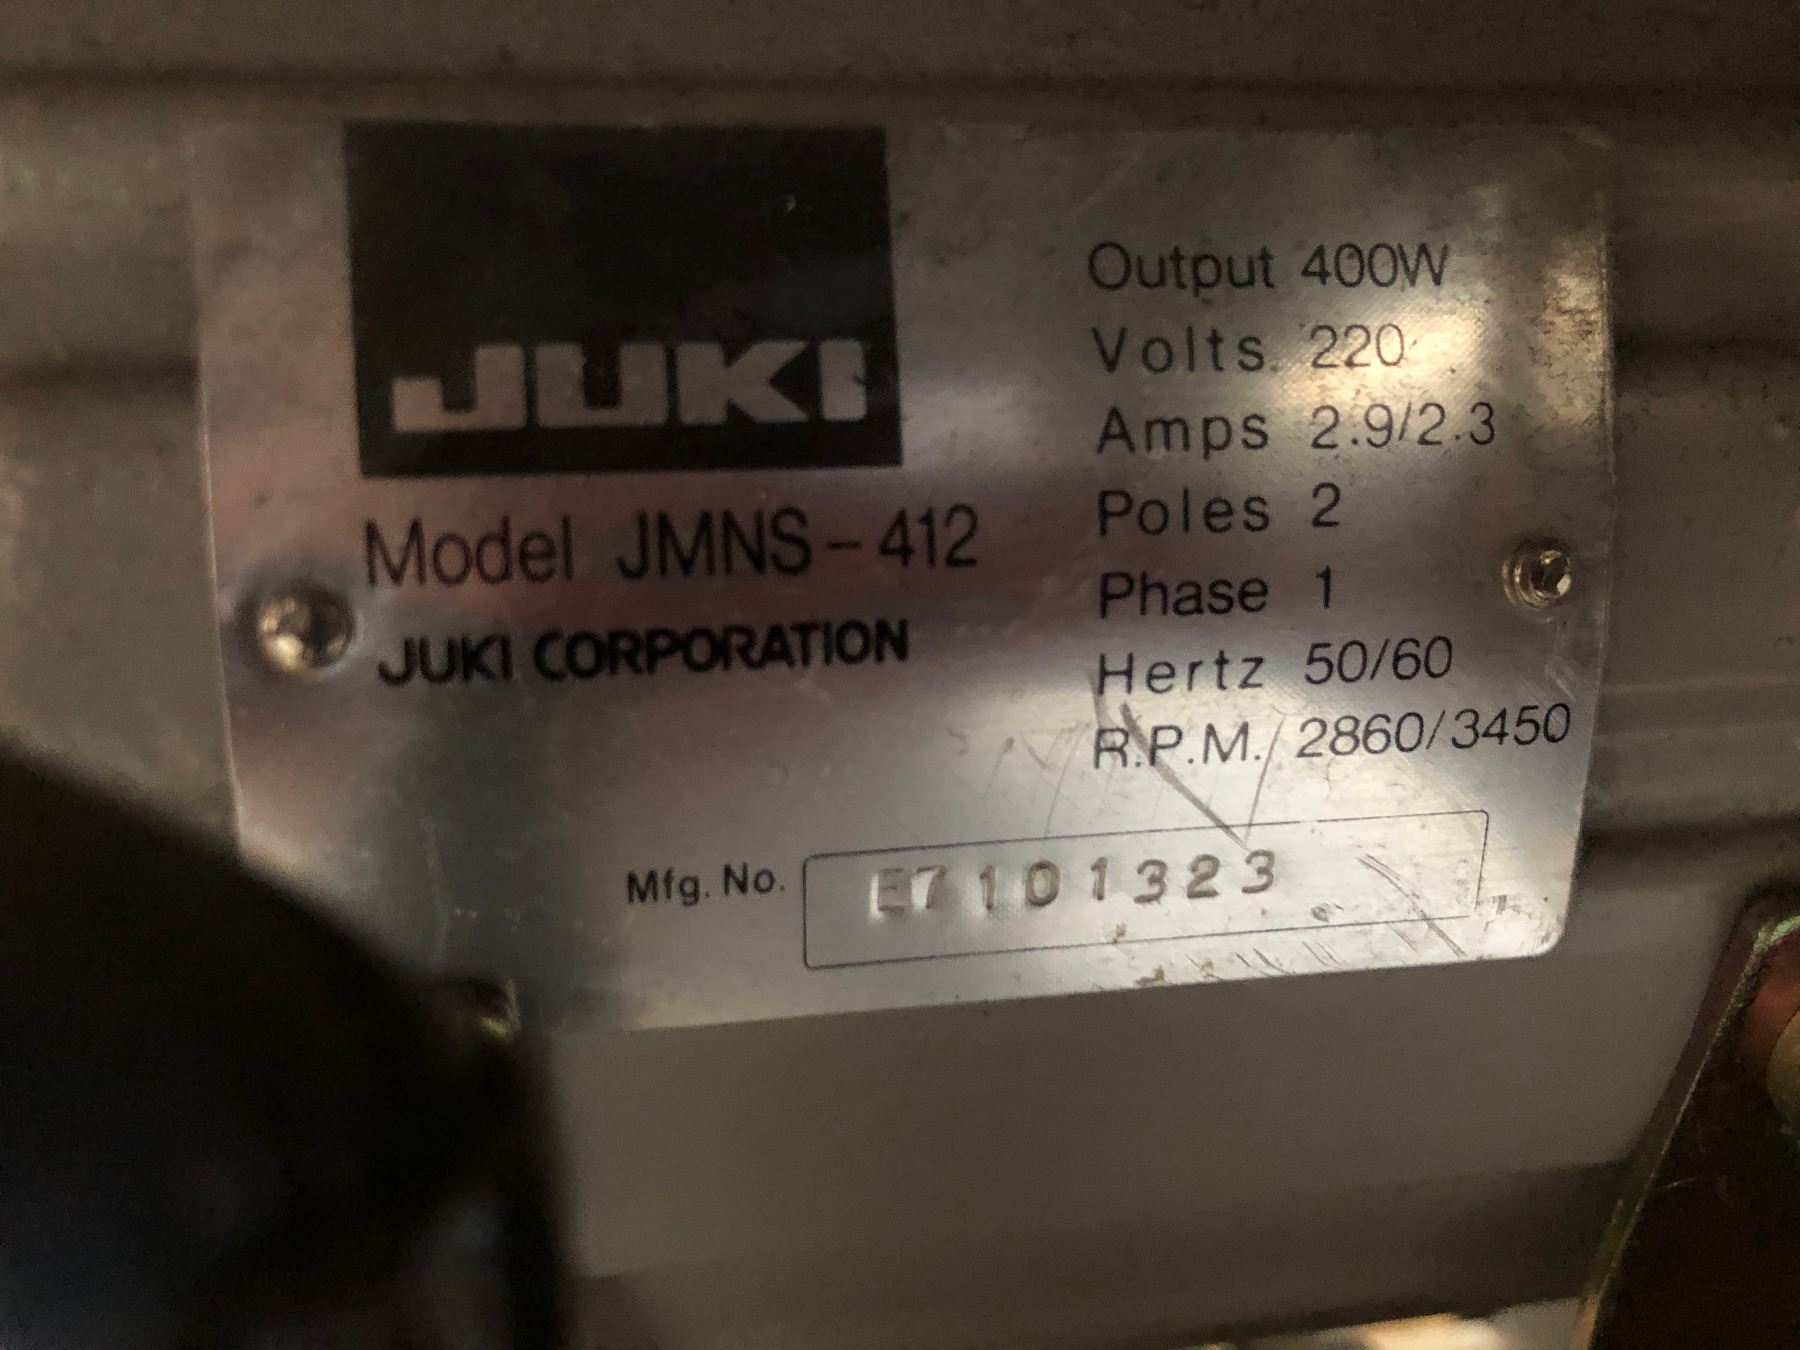 JUKI
Model JMNS-412
JUKI CORPORATION
Output 400W
Volts 220
Amps 2.9/2.3
Poles 2
Phase 1
Hertz 50/60
R.P.M. 2860/3450
Mfg. No. E7101323